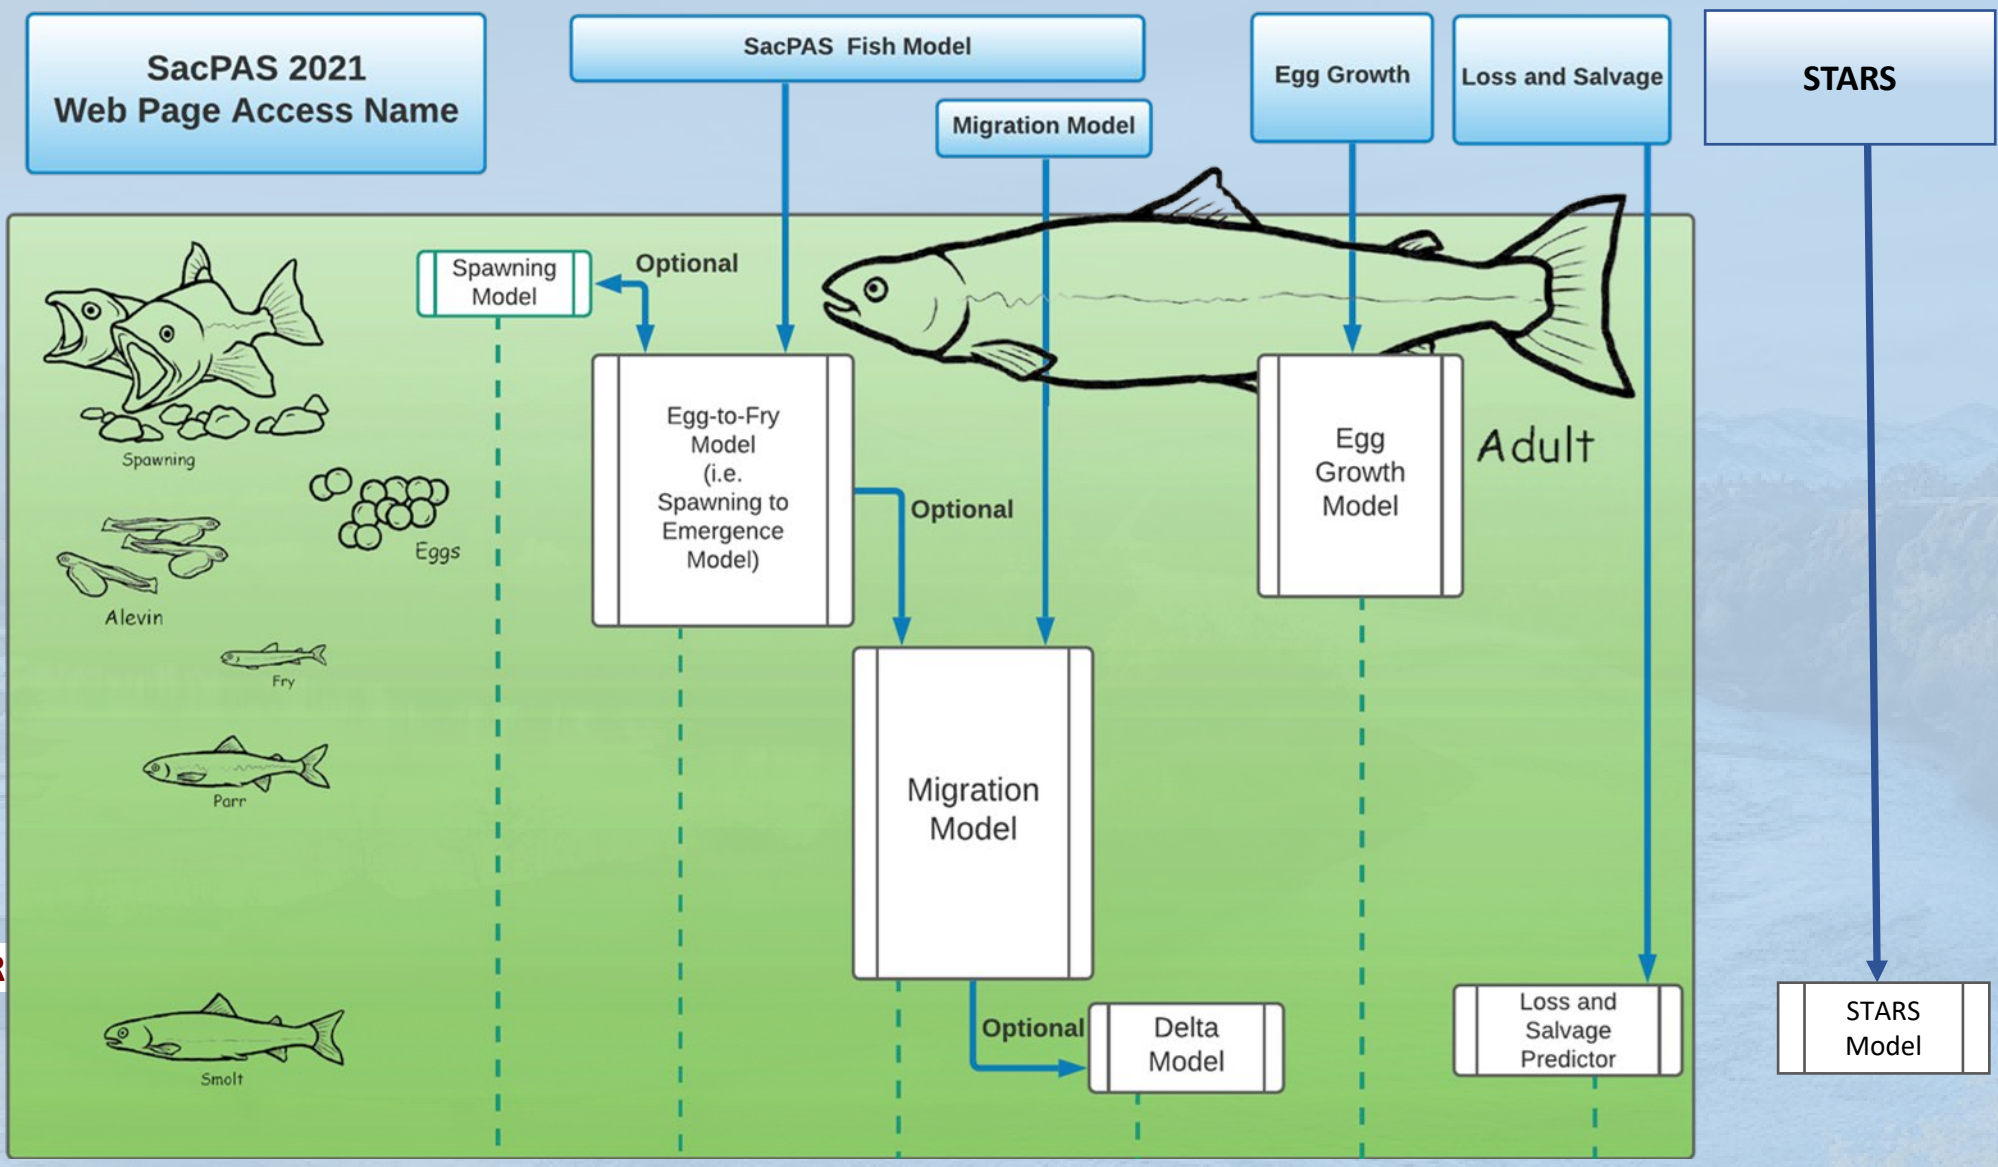 SacPAS 2021
Web Page Access Name
SacPAS Fish Model
Migration Model
Egg Growth
Loss and Salvage
STARS
Spawning
Model
Optional
Egg-to-Fry
Model
(i.e.
Spawning to
Emergence
Model)
Optional
Egg
Growth
Model
Adult
Spawning
Eggs
Alevin
Fry
Parr
Smolt
Migration
Model
Optional
Delta
Model
Loss and
Salvage
Predictor
STARS
Model
R